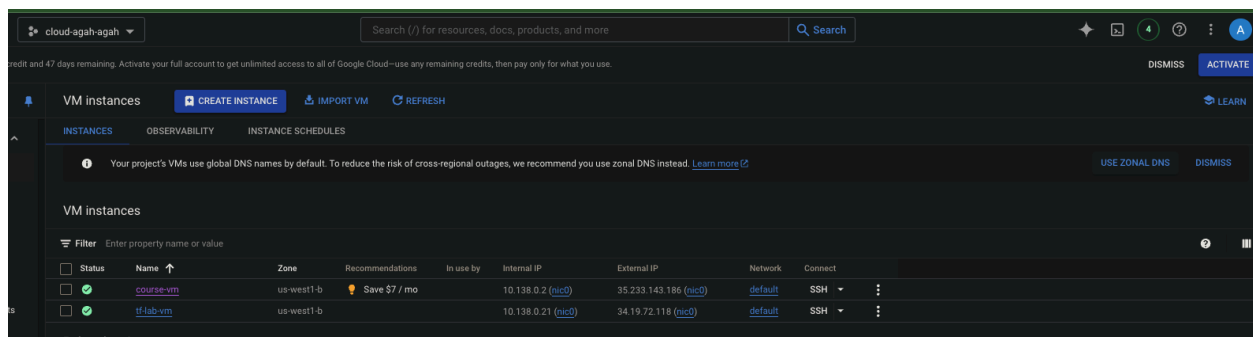 cloud-agah-agah Search (/) for resources, docs, products, and more Search 4 A
credit and 47 days remaining. Activate your full account to get unlimited access to all of Google Cloud—use any remaining credits, then pay only for what you use. DISMISS ACTIVATE
VM instances CREATE INSTANCE IMPORT VM REFRESH LEARN
INSTANCES OBSERVABILITY INSTANCE SCHEDULES
Your project's VMs use global DNS names by default. To reduce the risk of cross-regional outages, we recommend you use zonal DNS instead. Learn more USE ZONAL DNS DISMISS
VM instances
Filter Enter property name or value
Status Name Zone Recommendations In use by Internal IP External IP Network Connect
course-vm us-west1-b Save $7 / mo 10.138.0.2 (nic0) 35.233.143.186 (nic0) default SSH
ts tf-lab-vm us-west1-b 10.138.0.21 (nic0) 34.19.72.118 (nic0) default SSH